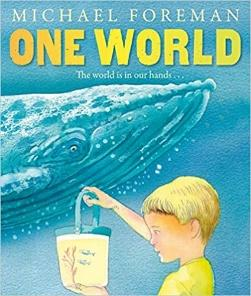 MICHAEL FOREMAN
ONE WORLD
The world is in our hands . . .